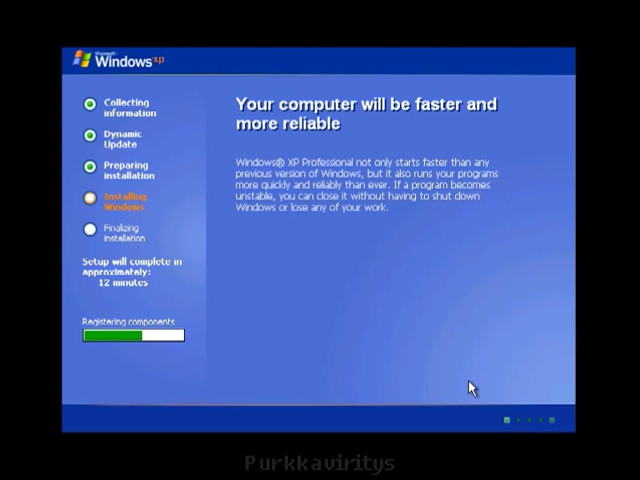 Microsoft
Windows xp
Collecting
information
Dynamic
Update
Preparing
installation
Installing
Windows
Finalizing
installation
Setup will complete in
approximately:
12 minutes
Registering components
Your computer will be faster and
more reliable
Windows® XP Professional not only starts faster than any
previous version of Windows, but it also runs your programs
more quickly and reliably than ever. If a program becomes
unstable, you can close it without having to shut down
Windows or lose any of your work.
Purkkaviritys